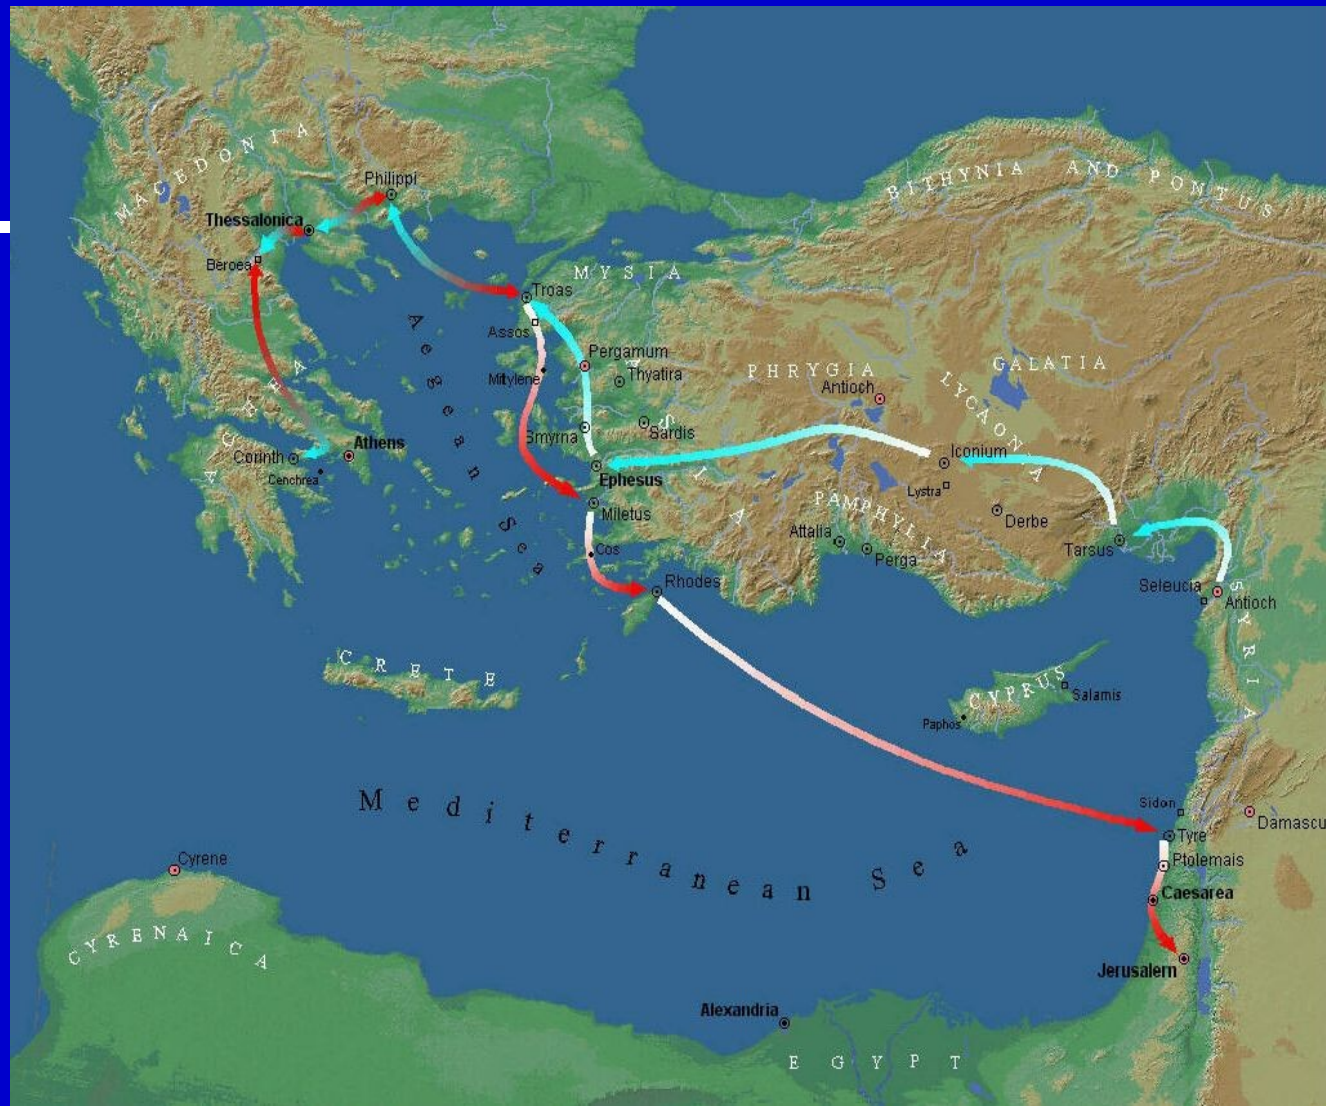 MACEDONIA
BITHYNIA AND PONTUS
Philippi
Thessalonica
Beroea
MYSIA
Troas
Assos
Aegean Sea
Pergamum
Mitylene
Thyatira
ASIA
PHRYGIA
Antioch
GALATIA
LYCAONIA
ACHAEA
Smyrna
Sardis
Athens
Corinth
Cenchrea
Ephesus
Iconium
Lystra
Derbe
Miletus
PAMPHYLIA
Attalia
Perga
Tarsus
Cos
Rhodes
Seleucia
Antioch
SYRIA
CRETE
CYPRUS
Salamis
Paphos
Mediterranean Sea
Sidon
Tyre
Damascu
Ptolemais
Caesarea
Cyrene
CYRENAICA
Jerusalem
Alexandria
EGYPT